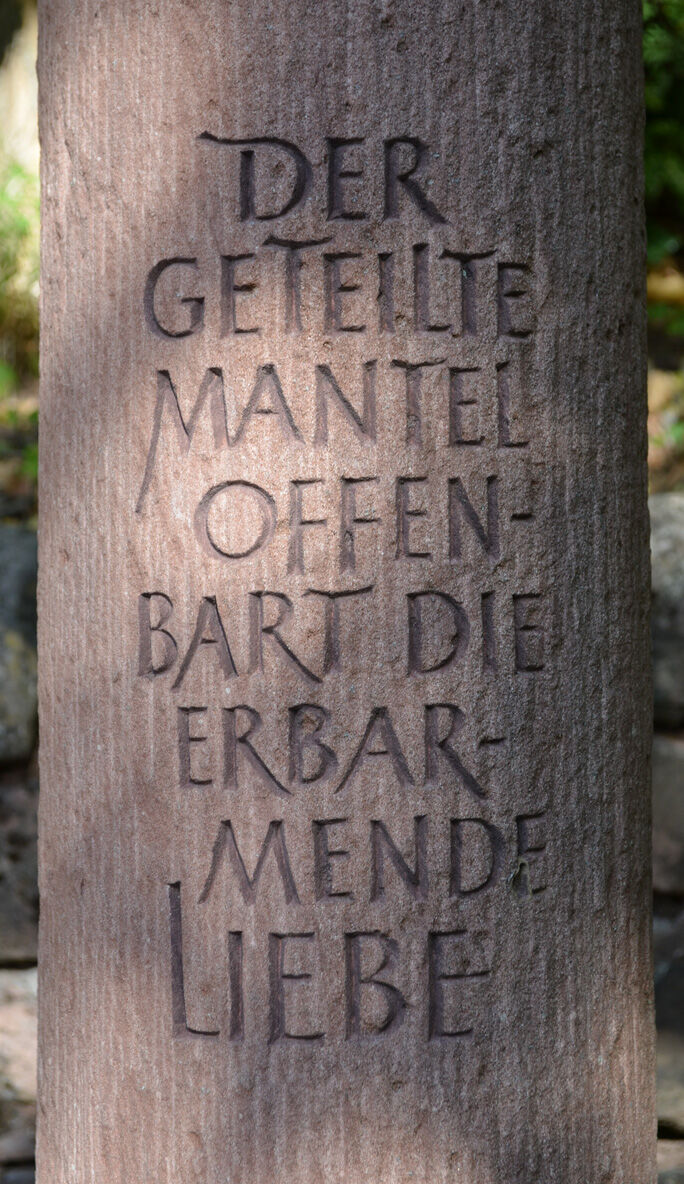 DER
GETEILTE
MANTEL
OFFEN-
BART DIE
ERBAR-
MENDE
LIEBE